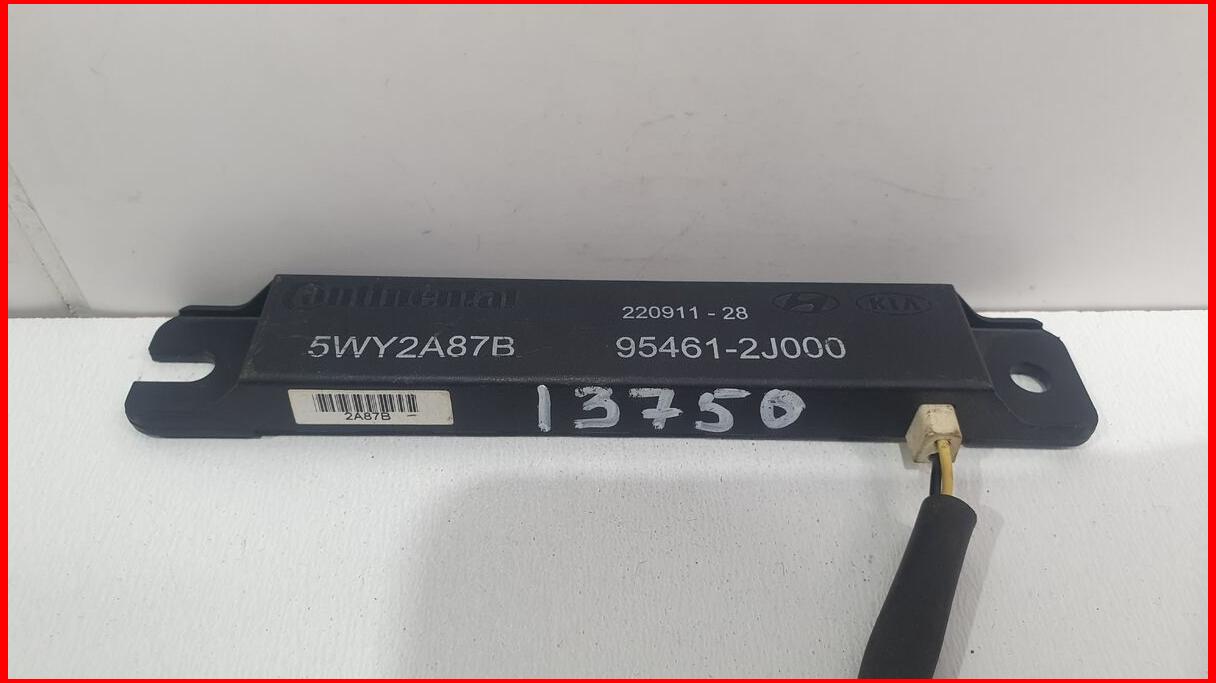 Continental
220911 - 28
KIA
5WY2A87B
95461-2J000
2A87B -
13750